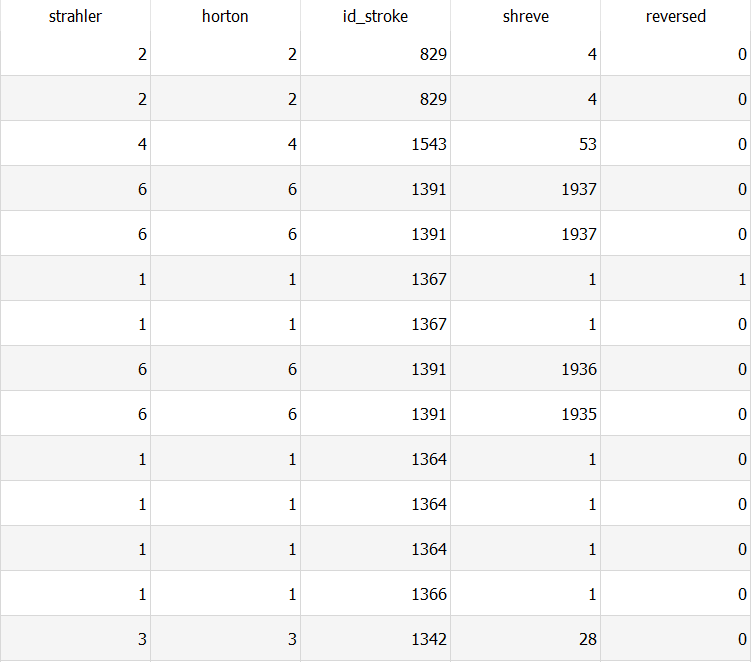 strahler horton id_stroke shreve reversed
2 2 829 4 0
2 2 829 4 0
4 4 1543 53 0
6 6 1391 1937 0
6 6 1391 1937 0
1 1 1367 1 1
1 1 1367 1 0
6 6 1391 1936 0
6 6 1391 1935 0
1 1 1364 1 0
1 1 1364 1 0
1 1 1364 1 0
1 1 1366 1 0
3 3 1342 28 0